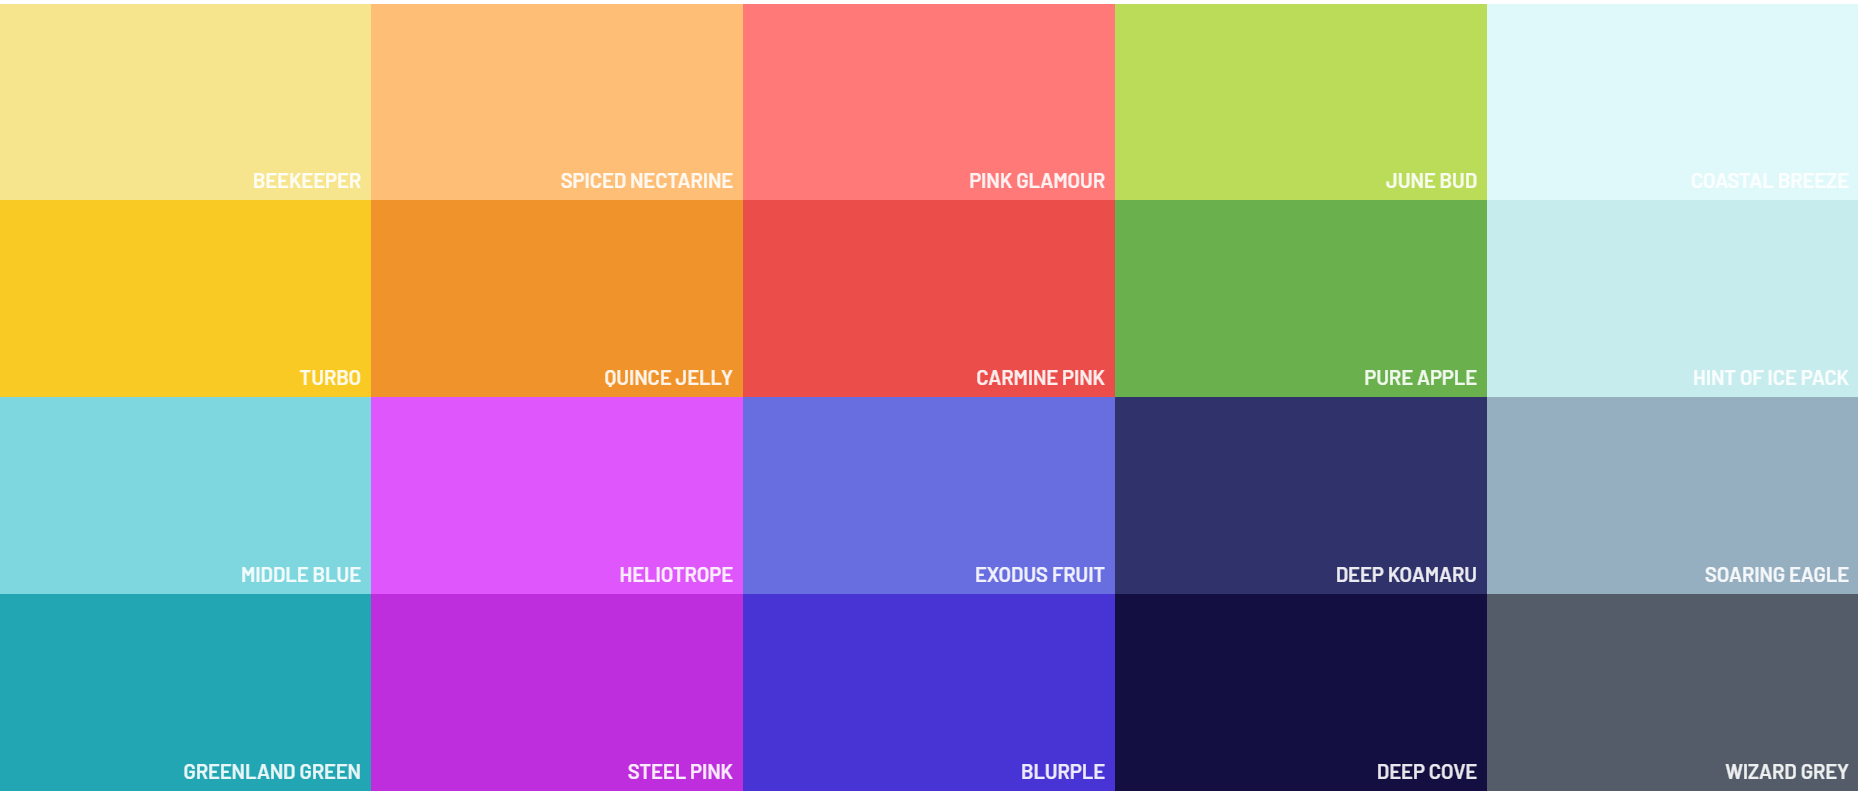 BEEKEEPER
SPICED NECTARINE
PINK GLAMOUR
JUNE BUD
COASTAL BREEZE
TURBO
QUINCE JELLY
CARMINE PINK
PURE APPLE
HINT OF ICE PACK
MIDDLE BLUE
HELIOTROPE
EXODUS FRUIT
DEEP KOAMARU
SOARING EAGLE
GREENLAND GREEN
STEEL PINK
BLURPLE
DEEP COVE
WIZARD GREY